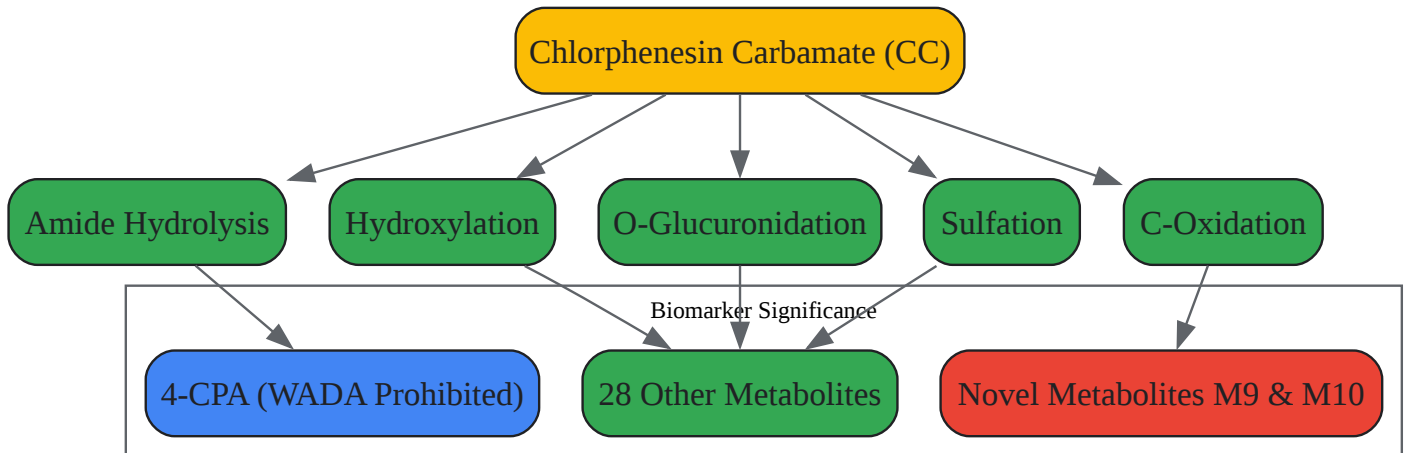 Chlorphenesin Carbamate (CC)
Amide Hydrolysis
Hydroxylation
O-Glucuronidation
Sulfation
C-Oxidation
Biomarker Significance
4-CPA (WADA Prohibited)
28 Other Metabolites
Novel Metabolites M9 & M10